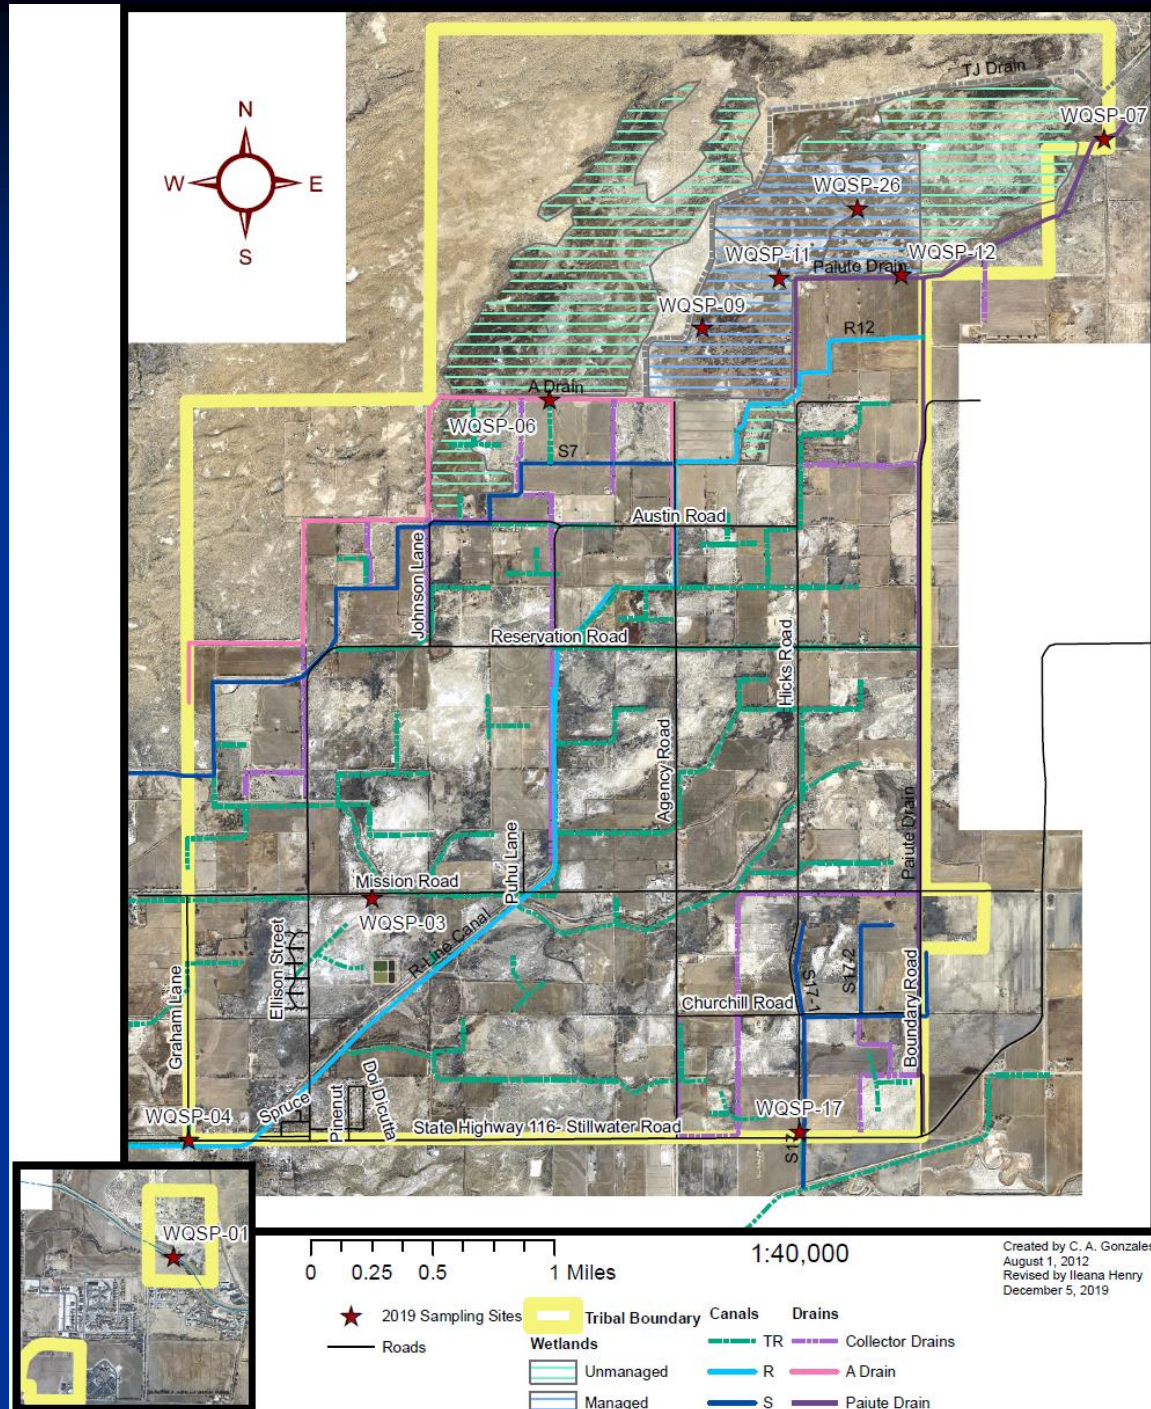 TJ Drain
WQSP-07
N
W
E
S
WQSP-26
WQSP-11
WQSP-12
Paiute Drain
WQSP-09
R12
A Drain
WQSP-06
S7
Austin Road
Johnson Lane
Reservation Road
Hicks Road
Agency Road
Paiute Drain
Puhu Lane
Mission Road
WQSP-03
R-Line Canal
Ellison Street
S17-1
S17-2
Graham Lane
Churchill Road
Boundary Road
Doi Dicutta
Spruce
Pinenut
WQSP-04
State Highway 116- Stillwater Road
WQSP-17
S17
WQSP-01
0 0.25 0.5 1 Miles
1:40,000
Created by C. A. Gonzales
August 1, 2012
Revised by Ileana Henry
December 5, 2019
2019 Sampling Sites
Roads
Tribal Boundary
Wetlands
Unmanaged
Managed
Canals
TR
R
S
Drains
Collector Drains
A Drain
Paiute Drain